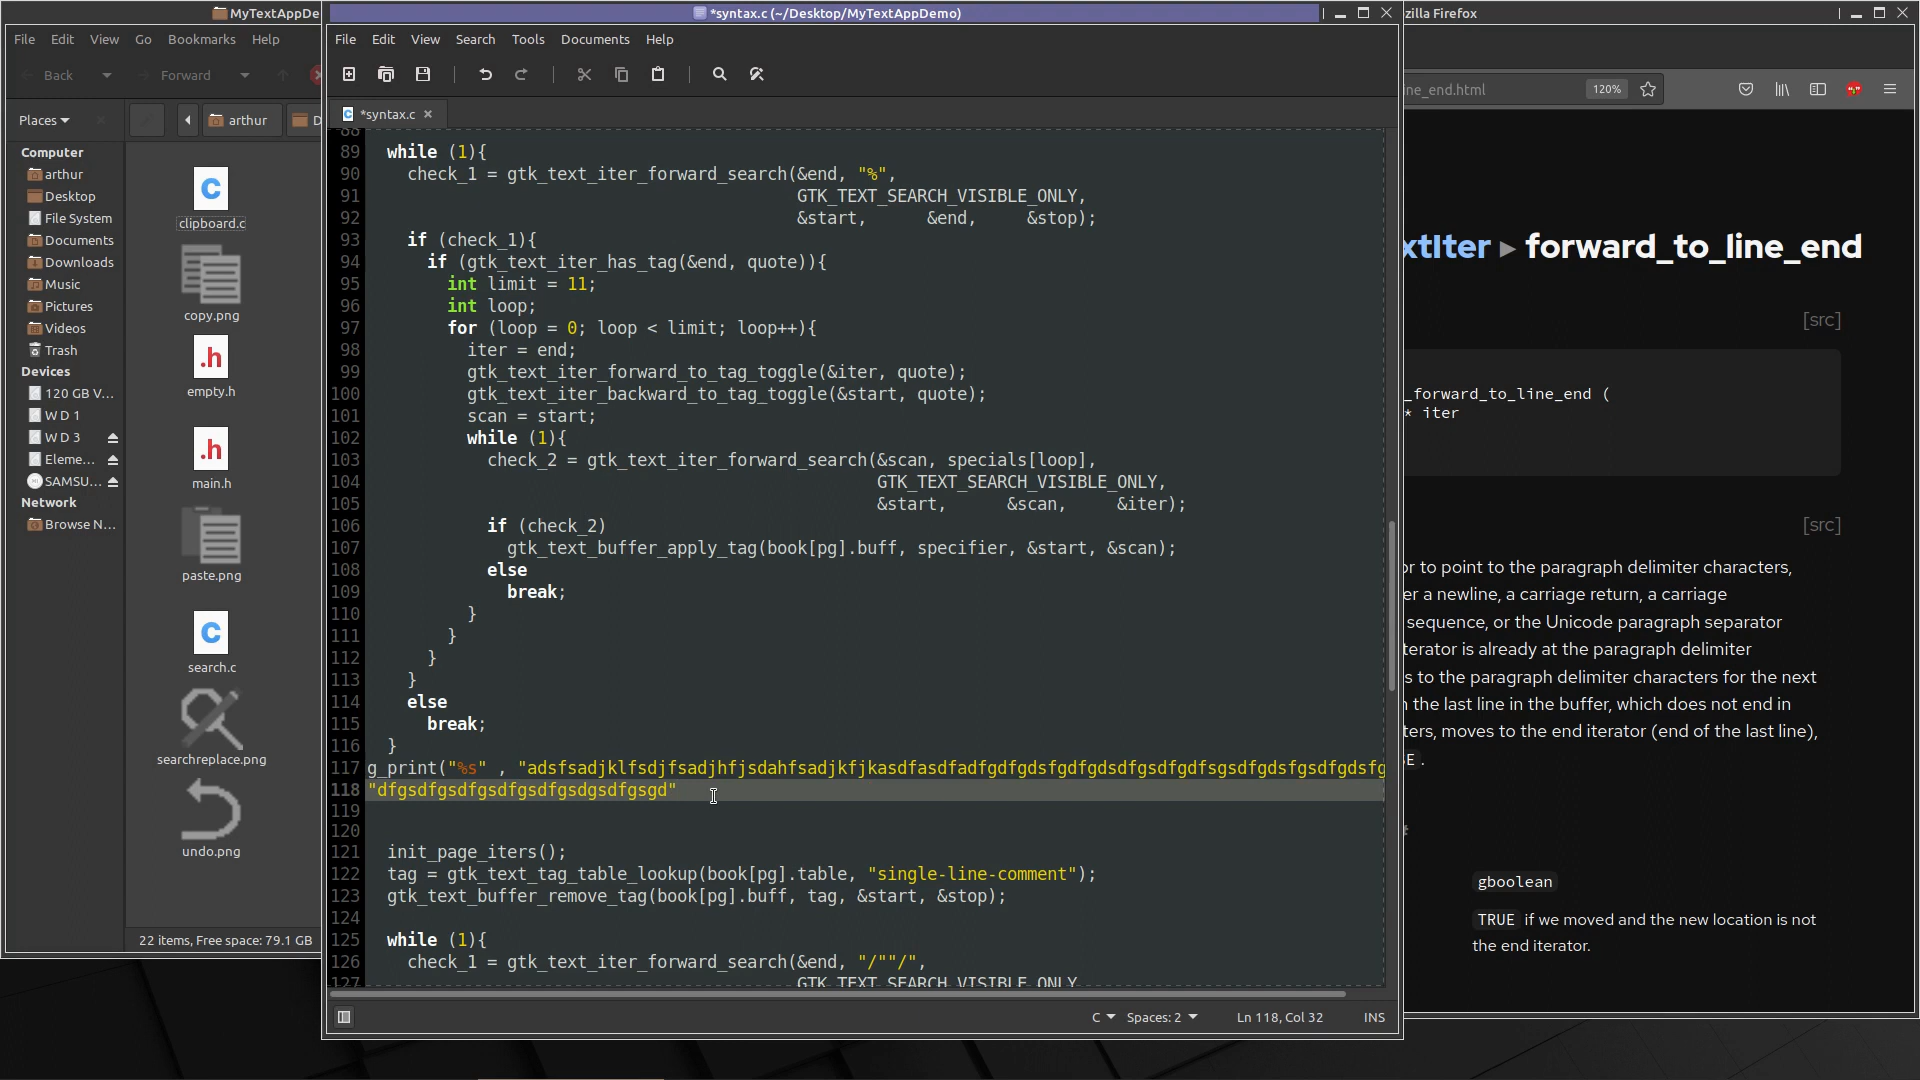 MyTextAppDe
File Edit View Go Bookmarks Help
Back Forward
Places
arthur
D
Computer
arthur
Desktop
File System
Documents
Downloads
Music
Pictures
Videos
Trash
Devices
120 GB V...
W D 1
W D 3
Eleme...
SAMSU...
Network
Browse N...
clipboard.c
copy.png
.h
empty.h
.h
main.h
paste.png
search.c
searchreplace.png
undo.png
22 items, Free space: 79.1 GB
*syntax.c (~/Desktop/MyTextAppDemo)
File Edit View Search Tools Documents Help
*syntax.c
88
89 while (1){
90 check_1 = gtk_text_iter_forward_search(&end, "%",
91 GTK_TEXT_SEARCH_VISIBLE_ONLY,
92 &start, &end, &stop);
93 if (check_1){
94 if (gtk_text_iter_has_tag(&end, quote)){
95 int limit = 11;
96 int loop;
97 for (loop = 0; loop < limit; loop++){
98 iter = end;
99 gtk_text_iter_forward_to_tag_toggle(&iter, quote);
100 gtk_text_iter_backward_to_tag_toggle(&start, quote);
101 scan = start;
102 while (1){
103 check_2 = gtk_text_iter_forward_search(&scan, specials[loop],
104 GTK_TEXT_SEARCH_VISIBLE_ONLY,
105 &start, &scan, &iter);
106 if (check_2)
107 gtk_text_buffer_apply_tag(book[pg].buff, specifier, &start, &scan);
108 else
109 break;
110 }
111 }
112 }
113 }
114 else
115 break;
116 }
117 g_print("%s" , "adsfsadjklfsdjfsadjhfjsdahfsadjkfjkasdfasdfadfgdfgdsfgdfgdsdfgsdfgdfsgsdfgdsfgsdfgdsfg
118 "dfgsdfgsdfgsdfgsdfgsdgsdfgsgd"
119
120
121 init_page_iters();
122 tag = gtk_text_tag_table_lookup(book[pg].table, "single-line-comment");
123 gtk_text_buffer_remove_tag(book[pg].buff, tag, &start, &stop);
124
125 while (1){
126 check_1 = gtk_text_iter_forward_search(&end, "/""/",
127 GTK_TEXT_SEARCH_VISIBLE_ONLY
C Spaces: 2 Ln 118, Col 32 INS
zilla Firefox
ine_end.html 120%
xtIter ▸ forward_to_line_end
[src]
_forward_to_line_end (
* iter
[src]
or to point to the paragraph delimiter characters,
er a newline, a carriage return, a carriage
sequence, or the Unicode paragraph separator
terator is already at the paragraph delimiter
s to the paragraph delimiter characters for the next
n the last line in the buffer, which does not end in
ters, moves to the end iterator (end of the last line),
E .
gboolean
TRUE if we moved and the new location is not
the end iterator.